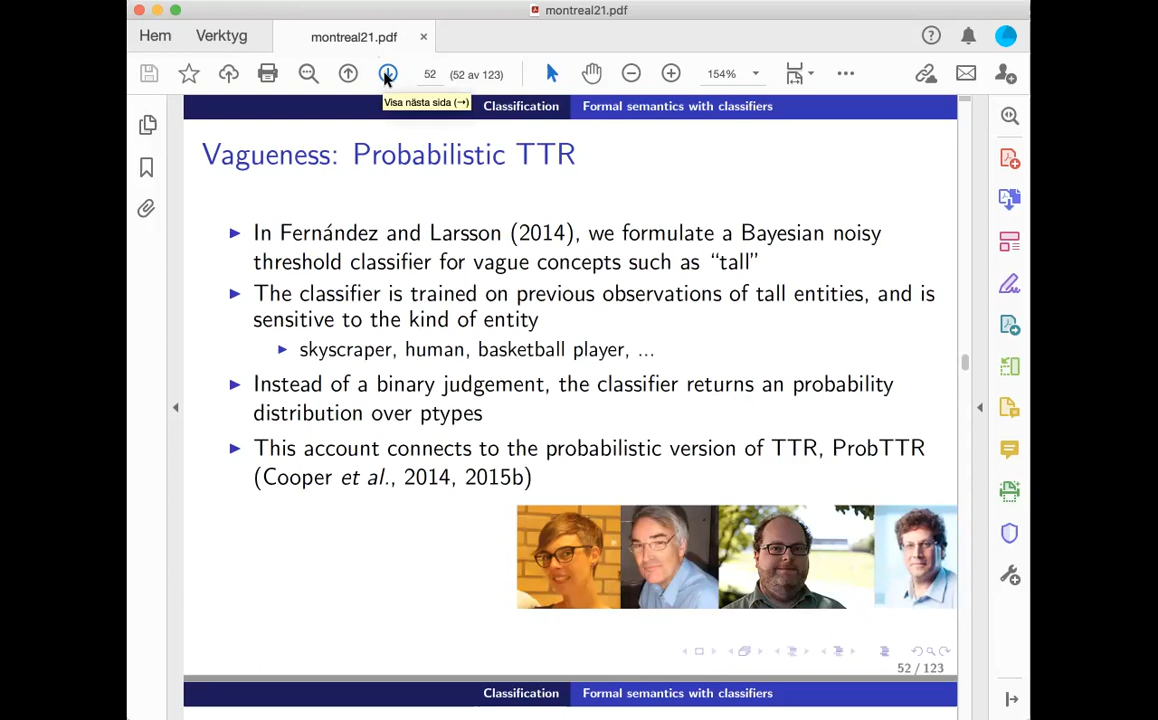 montreal21.pdf
Hem Verktyg montreal21.pdf ×
52 (52 av 123) 154%
Visa nästa sida (→)
Classification Formal semantics with classifiers
Vagueness: Probabilistic TTR
▶ In Fernández and Larsson (2014), we formulate a Bayesian noisy
threshold classifier for vague concepts such as “tall”
▶ The classifier is trained on previous observations of tall entities, and is
sensitive to the kind of entity
▶ skyscraper, human, basketball player, ...
▶ Instead of a binary judgement, the classifier returns an probability
distribution over ptypes
▶ This account connects to the probabilistic version of TTR, ProbTTR
(Cooper et al., 2014, 2015b)
52 / 123
Classification Formal semantics with classifiers